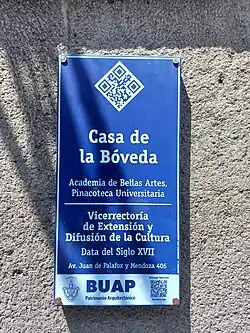 Casa de
la Bóveda
Academia de Bellas Artes,
Pinacoteca Universitaria
Vicerrectoría
de Extensión y
Difusión de la Cultura
Data del Siglo XVII
Av. Juan de Palafox y Mendoza 406
BUAP
Patrimonio Arquitectónico